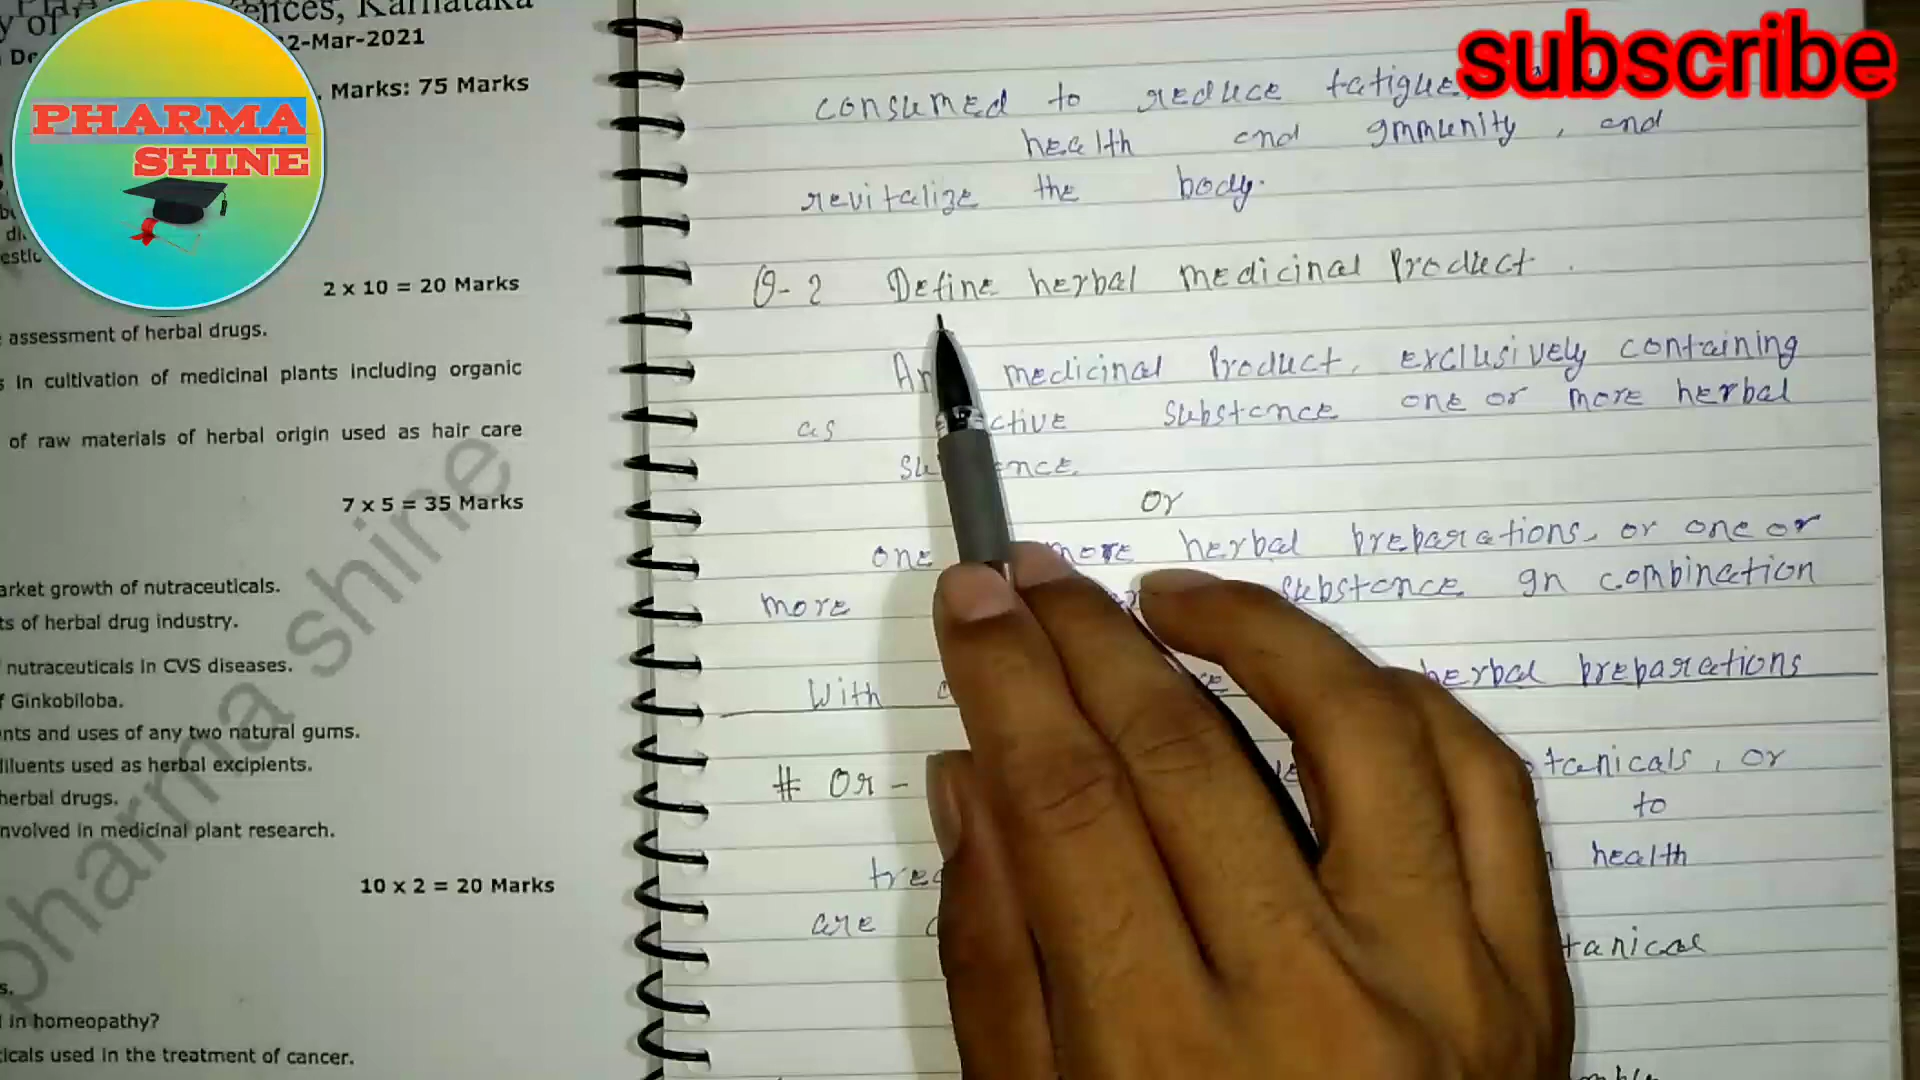 ences, Karnataka
2-Mar-2021
. Marks: 75 Marks
PHARMA
SHINE
2 x 10 = 20 Marks
assessment of herbal drugs.
in cultivation of medicinal plants including organic
of raw materials of herbal origin used as hair care
7 x 5 = 35 Marks
arket growth of nutraceuticals.
ts of herbal drug industry.
nutraceuticals in CVS diseases.
f Ginkobiloba.
nts and uses of any two natural gums.
diluents used as herbal excipients.
herbal drugs.
nvolved in medicinal plant research.
10 x 2 = 20 Marks
in homeopathy?
icals used in the treatment of cancer.
pharma shine
subscribe
consumed to reduce fatigue,
health and Immunity, and
revitalize the body.
Q-2 Define herbal medicinal Product.
medicinal Product, exclusively containing
as active substance one or more herbal
or
one more herbal preparations, or one or
more substance In combination
With herbal preparations
# Or - tanicals, or
to
health
are tanical